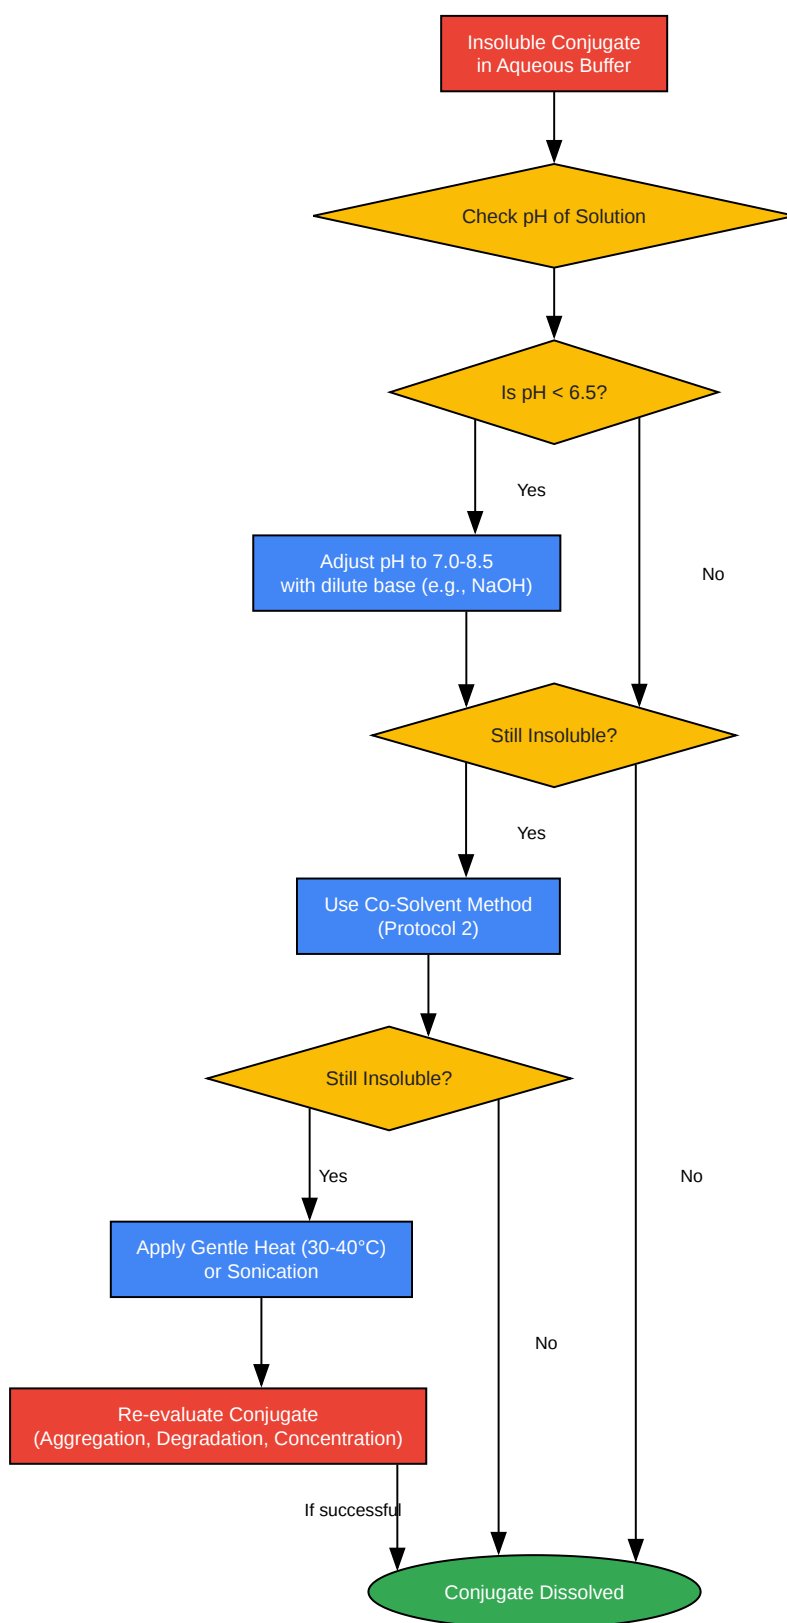 Insoluble Conjugate
in Aqueous Buffer
Check pH of Solution
Is pH < 6.5?
Yes
Adjust pH to 7.0-8.5
with dilute base (e.g., NaOH)
No
Still Insoluble?
Yes
Use Co-Solvent Method
(Protocol 2)
Still Insoluble?
Yes
No
Apply Gentle Heat (30-40°C)
or Sonication
No
Re-evaluate Conjugate
(Aggregation, Degradation, Concentration)
If successful
Conjugate Dissolved